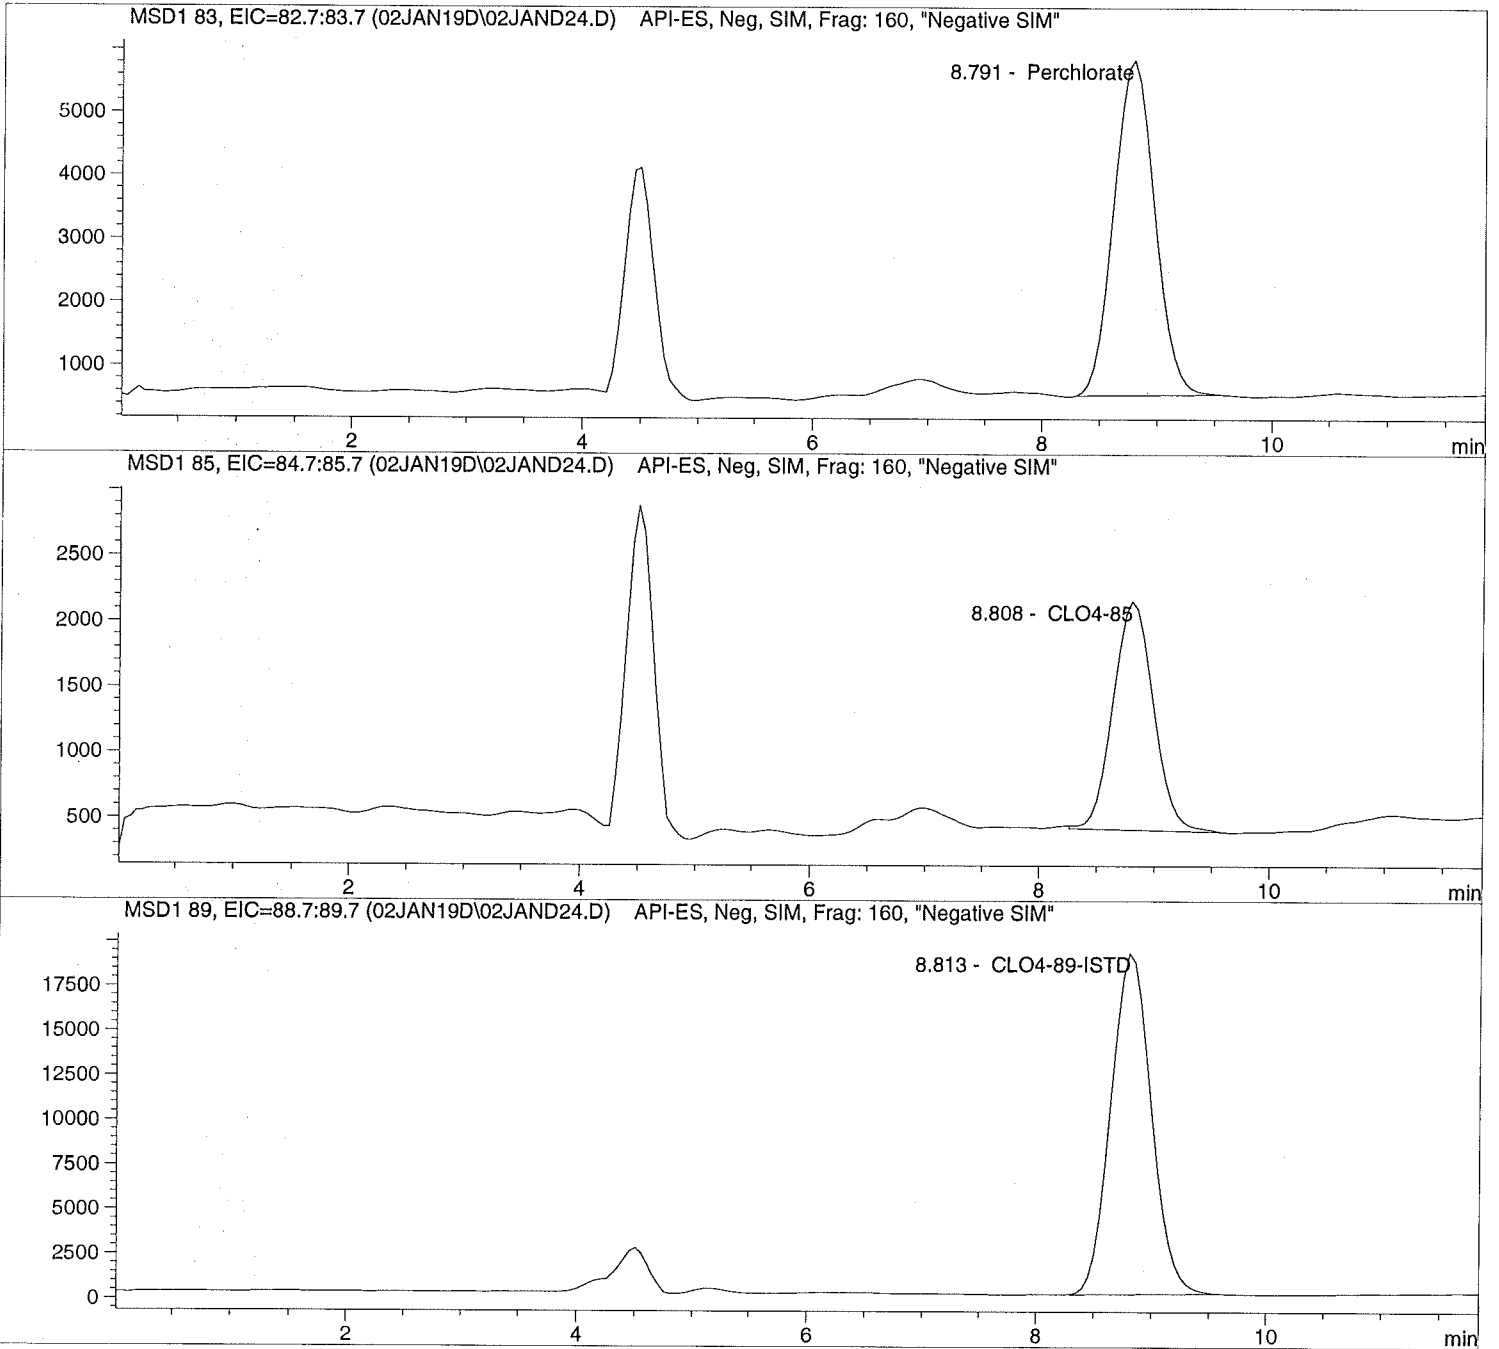 MSD1 83, EIC=82.7:83.7 (02JAN19D\02JAND24.D) API-ES, Neg, SIM, Frag: 160, "Negative SIM"
8.791 - Perchlorate
5000
4000
3000
2000
1000
2 4 6 8 10 min
MSD1 85, EIC=84.7:85.7 (02JAN19D\02JAND24.D) API-ES, Neg, SIM, Frag: 160, "Negative SIM"
2500
8.808 - CLO4-85
2000
1500
1000
500
2 4 6 8 10 min
MSD1 89, EIC=88.7:89.7 (02JAN19D\02JAND24.D) API-ES, Neg, SIM, Frag: 160, "Negative SIM"
8.813 - CLO4-89-ISTD
17500
15000
12500
10000
7500
5000
2500
0
2 4 6 8 10 min